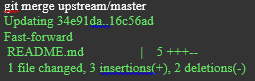 git merge upstream/master
Updating 34e91da..16c56ad
Fast-forward
README.md | 5 +++--
1 file changed, 3 insertions(+), 2 deletions(-)